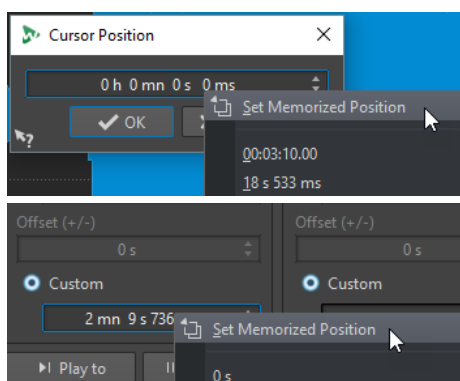 Cursor Position
0 h 0 mn 0 s 0 ms
OK
Set Memorized Position
00:03:10.00
18 s 533 ms
Offset (+/-)
Offset (+/-)
0 s
0 s
Custom
Custom
2 mn 9 s 736
Set Memorized Position
Play to
0 s